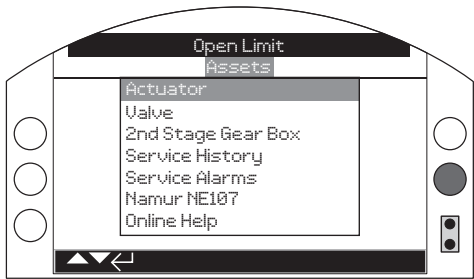 Open Limit
Assets
Actuator
Valve
2nd Stage Gear Box
Service History
Service Alarms
Namur NE107
Online Help